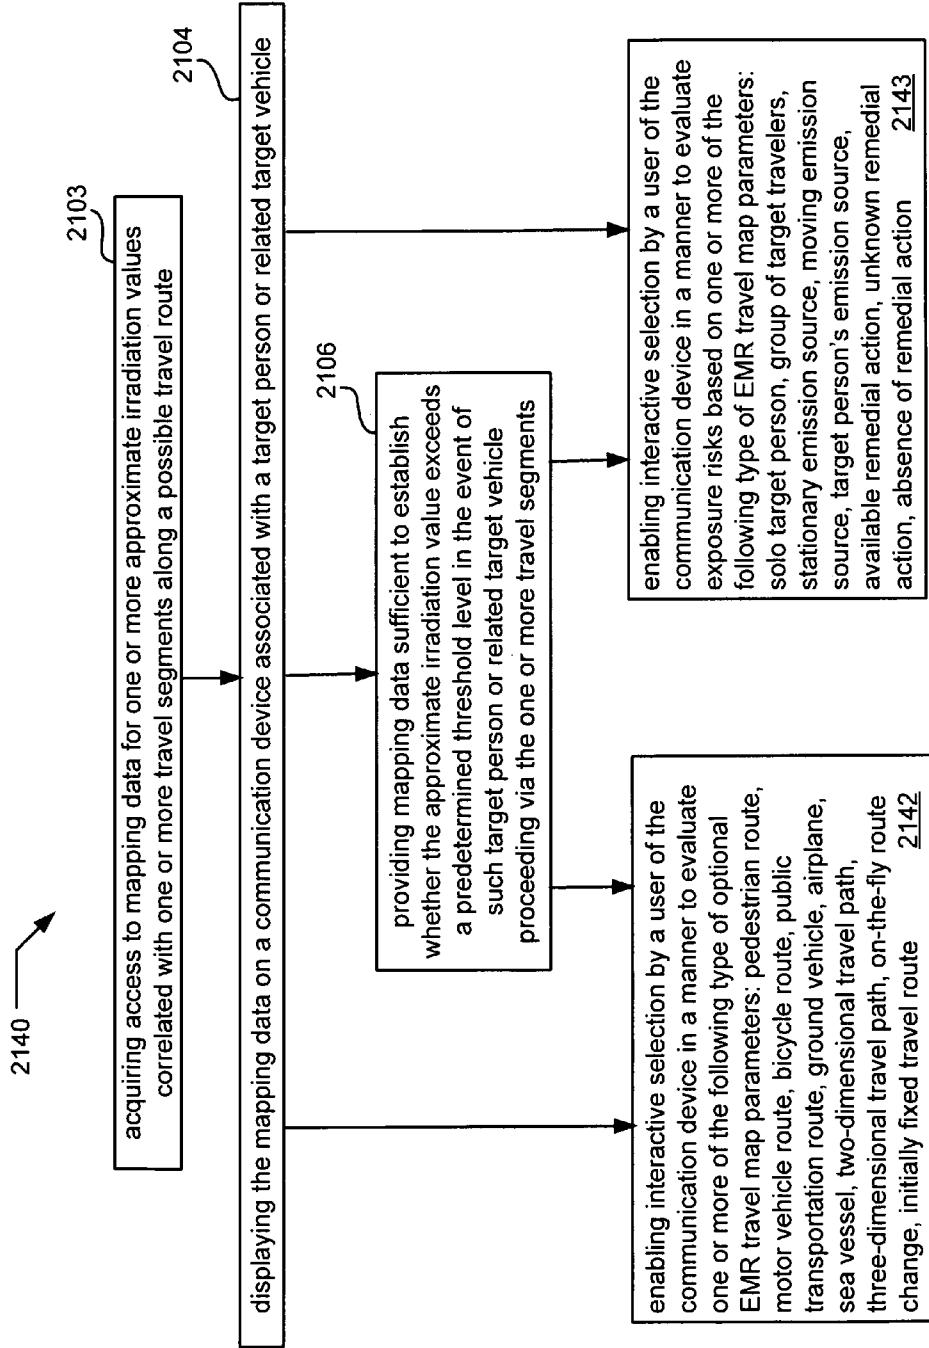 2140
2103
acquiring access to mapping data for one or more approximate irradiation values
correlated with one or more travel segments along a possible travel route
2104
displaying the mapping data on a communication device associated with a target person or related target vehicle
2106
providing mapping data sufficient to establish
whether the approximate irradiation value exceeds
a predetermined threshold level in the event of
such target person or related target vehicle
proceeding via the one or more travel segments
enabling interactive selection by a user of the
communication device in a manner to evaluate
one or more of the following type of optional
EMR travel map parameters: pedestrian route,
motor vehicle route, bicycle route, public
transportation route, ground vehicle, airplane,
sea vessel, two-dimensional travel path,
three-dimensional travel path, on-the-fly route
change, initially fixed travel route 2142
enabling interactive selection by a user of the
communication device in a manner to evaluate
exposure risks based on one or more of the
following type of EMR travel map parameters:
solo target person, group of target travelers,
stationary emission source, moving emission
source, target person's emission source,
available remedial action, unknown remedial
action, absence of remedial action 2143